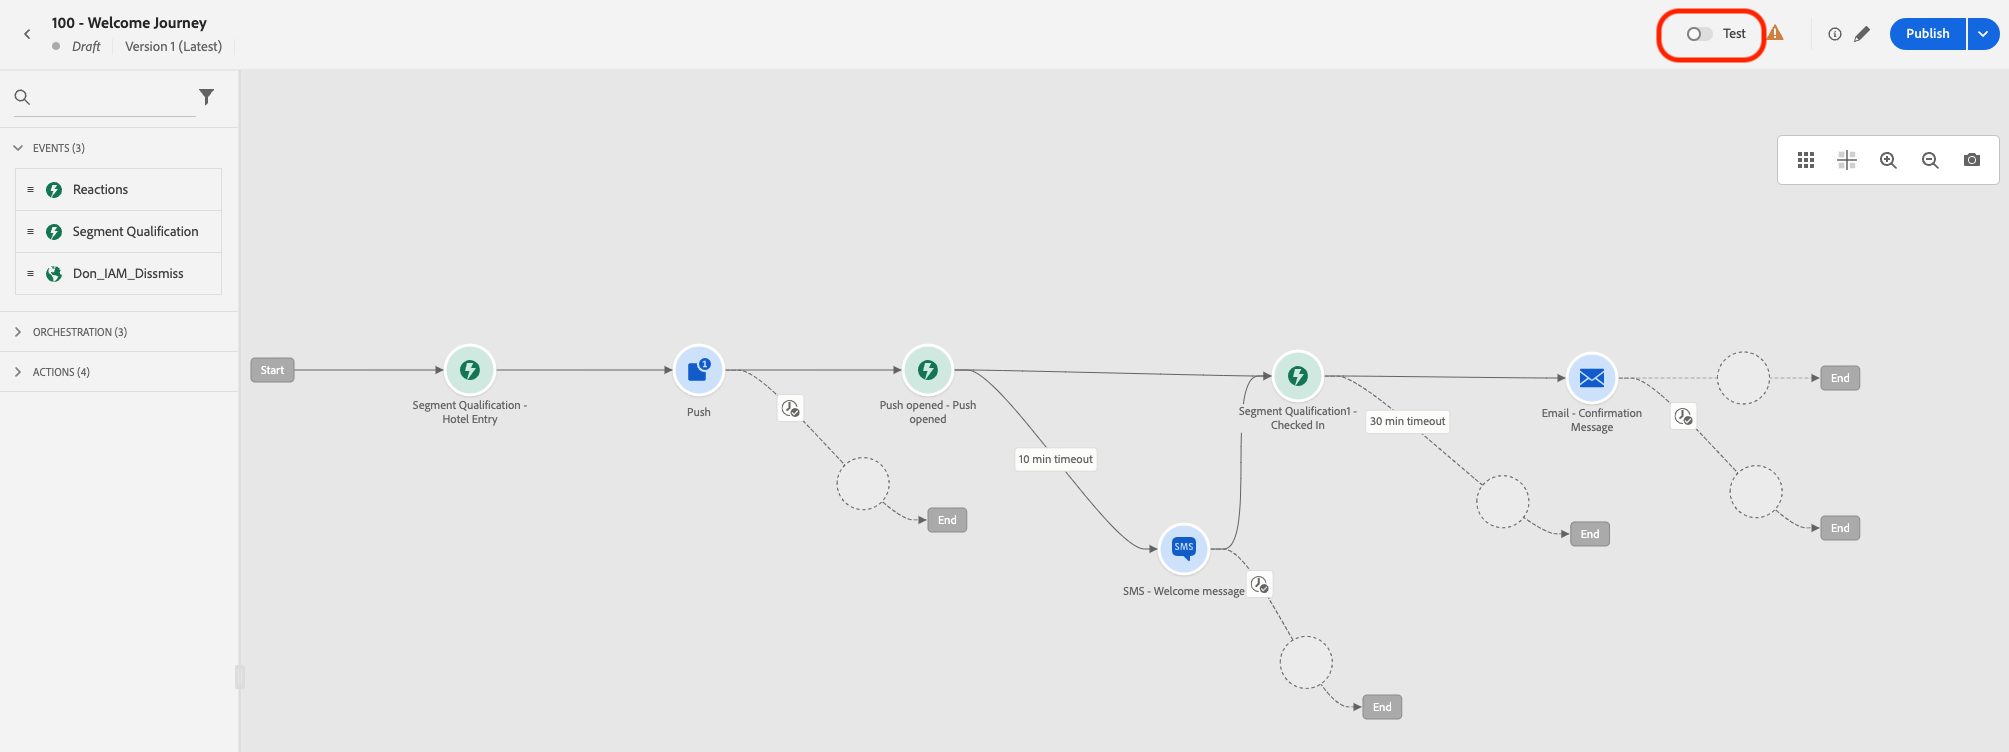 100 - Welcome Journey
Draft
Version 1 (Latest)
Test
Publish
EVENTS (3)
Reactions
Segment Qualification
Don_IAM_Dissmiss
ORCHESTRATION (3)
ACTIONS (4)
Start
Segment Qualification -
Hotel Entry
1
Push
Push opened - Push
opened
Segment Qualification1 -
Checked In
30 min timeout
Email - Confirmation
Message
End
10 min timeout
End
End
End
SMS
SMS - Welcome message
End